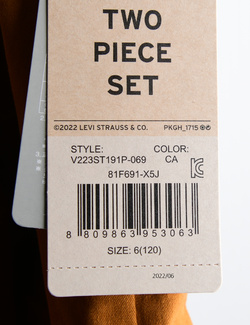 TWO
PIECE
SET
©2022 LEVI STRAUSS & CO. PKGH_1715
STYLE: COLOR:
V223ST191P-069 CA
81F691-X5J
8 809863 953063
SIZE: 6(120)
2022/06